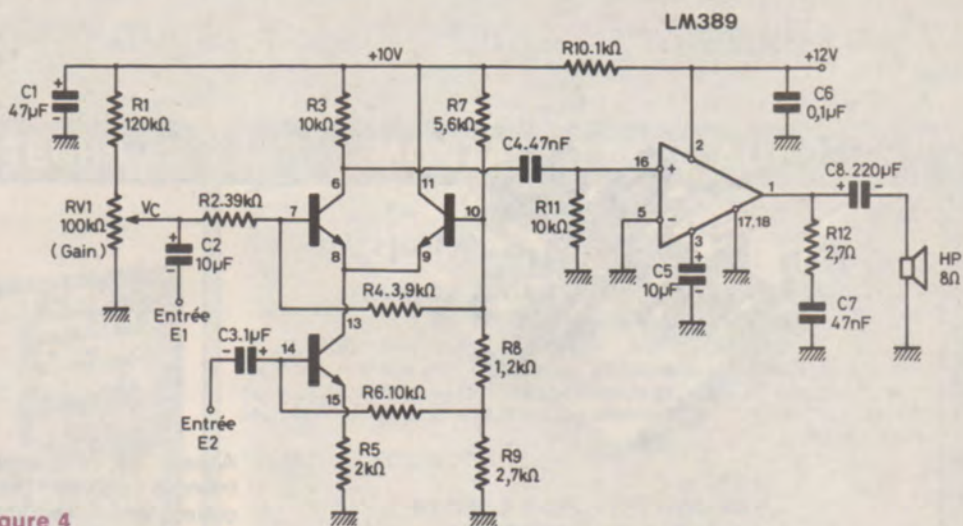 LM389
+10V
R10.1kΩ
+12V
C1
47µF
+
-
R1
120kΩ
R3
10kΩ
R7
5,6kΩ
C6
0,1µF
C4.47nF
2
6
11
16
+
1
C8.220µF
+
-
RV1
100kΩ
(Gain)
VC
R2.39kΩ
7
10
R11
10kΩ
5
-
17.18
3
C2
10µF
+
-
8
9
C5
10µF
+
-
R12
2,7Ω
HP
8Ω
Entrée
E1
R4.3,9kΩ
C7
47nF
13
C3.1µF
-
+
14
R8
1,2kΩ
15
R6.10kΩ
Entrée
E2
R5
2kΩ
R9
2,7kΩ
gure 4